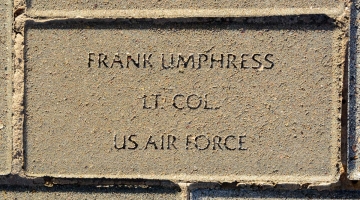 FRANK UMPHRESS
LT. COL.
US AIR FORCE